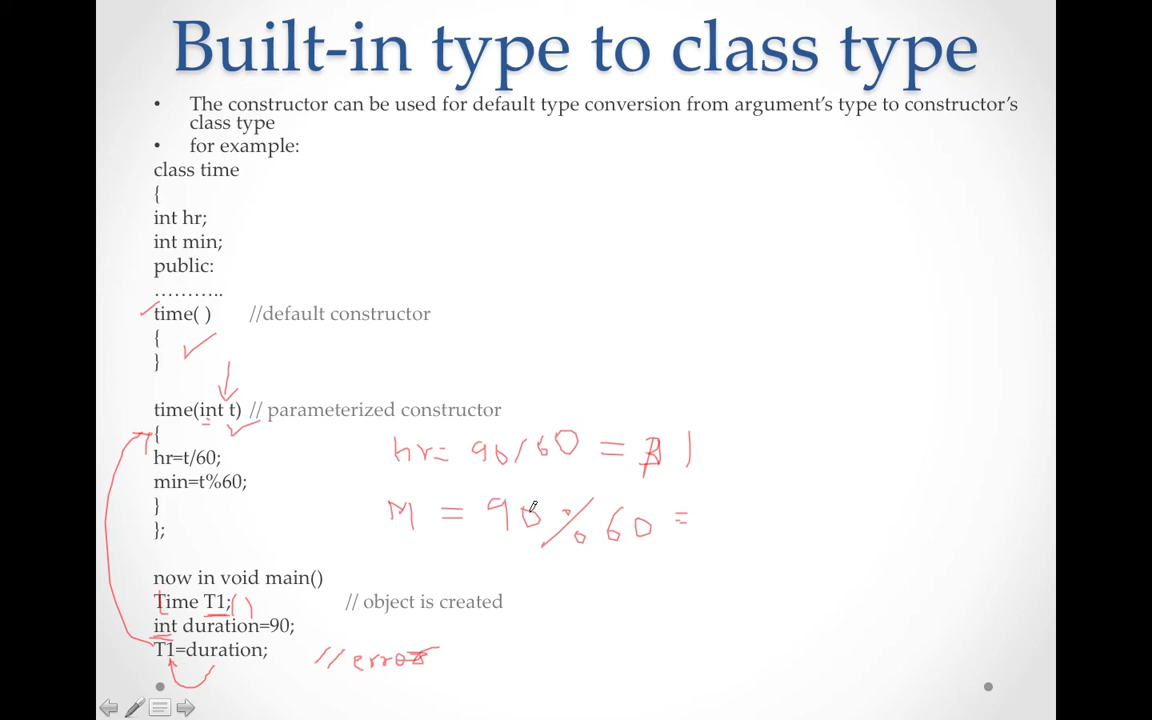 Built-in type to class type
• The constructor can be used for default type conversion from argument's type to constructor's
class type
• for example:
class time
{
int hr;
int min;
public:
………..
time( ) //default constructor
{
}
time(int t) // parameterized constructor
{
hr=t/60;
min=t%60;
}
};
hr= 90/60 = 1
M = 90%60 =
now in void main()
Time T1;() // object is created
int duration=90;
T1=duration; // error